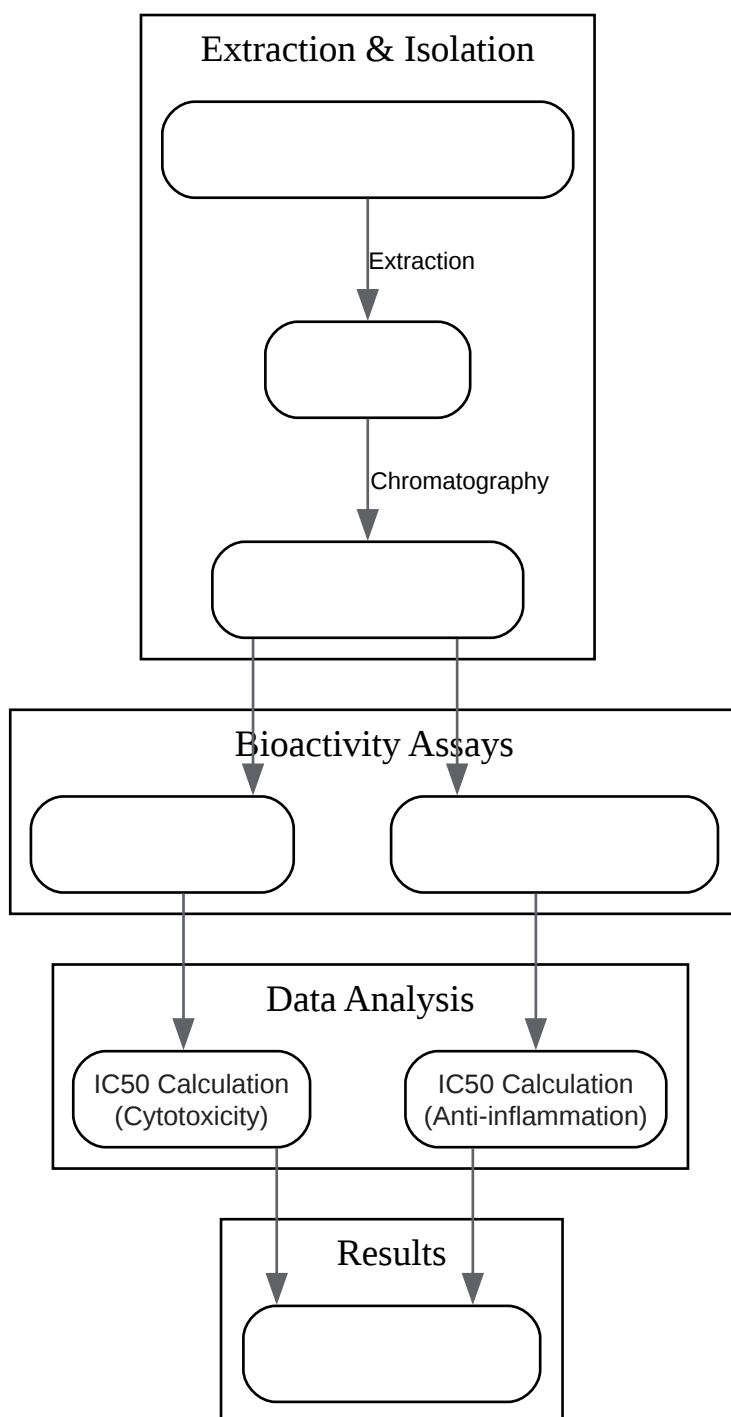 Extraction & Isolation
Extraction
Chromatography
Bioactivity Assays
Data Analysis
IC50 Calculation
(Cytotoxicity)
IC50 Calculation
(Anti-inflammation)
Results